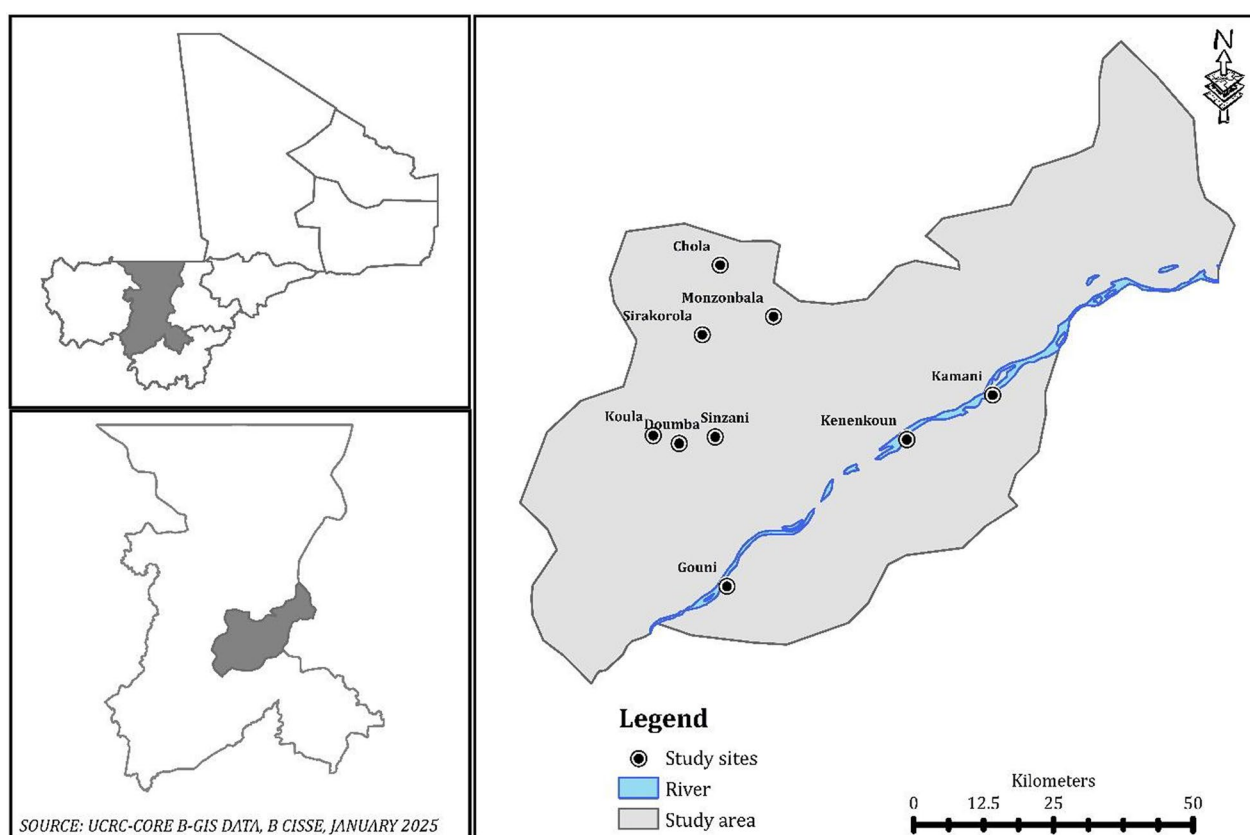 SOURCE: UCRC-CORE B-GIS DATA, B CISSE, JANUARY 2025
N
Chola
Monzonbala
Sirakorola
Kamani
Koula
Doumba
Sinzani
Kenenkoun
Gouni
Legend
Study sites
River
Study area
Kilometers
0 12.5 25 50